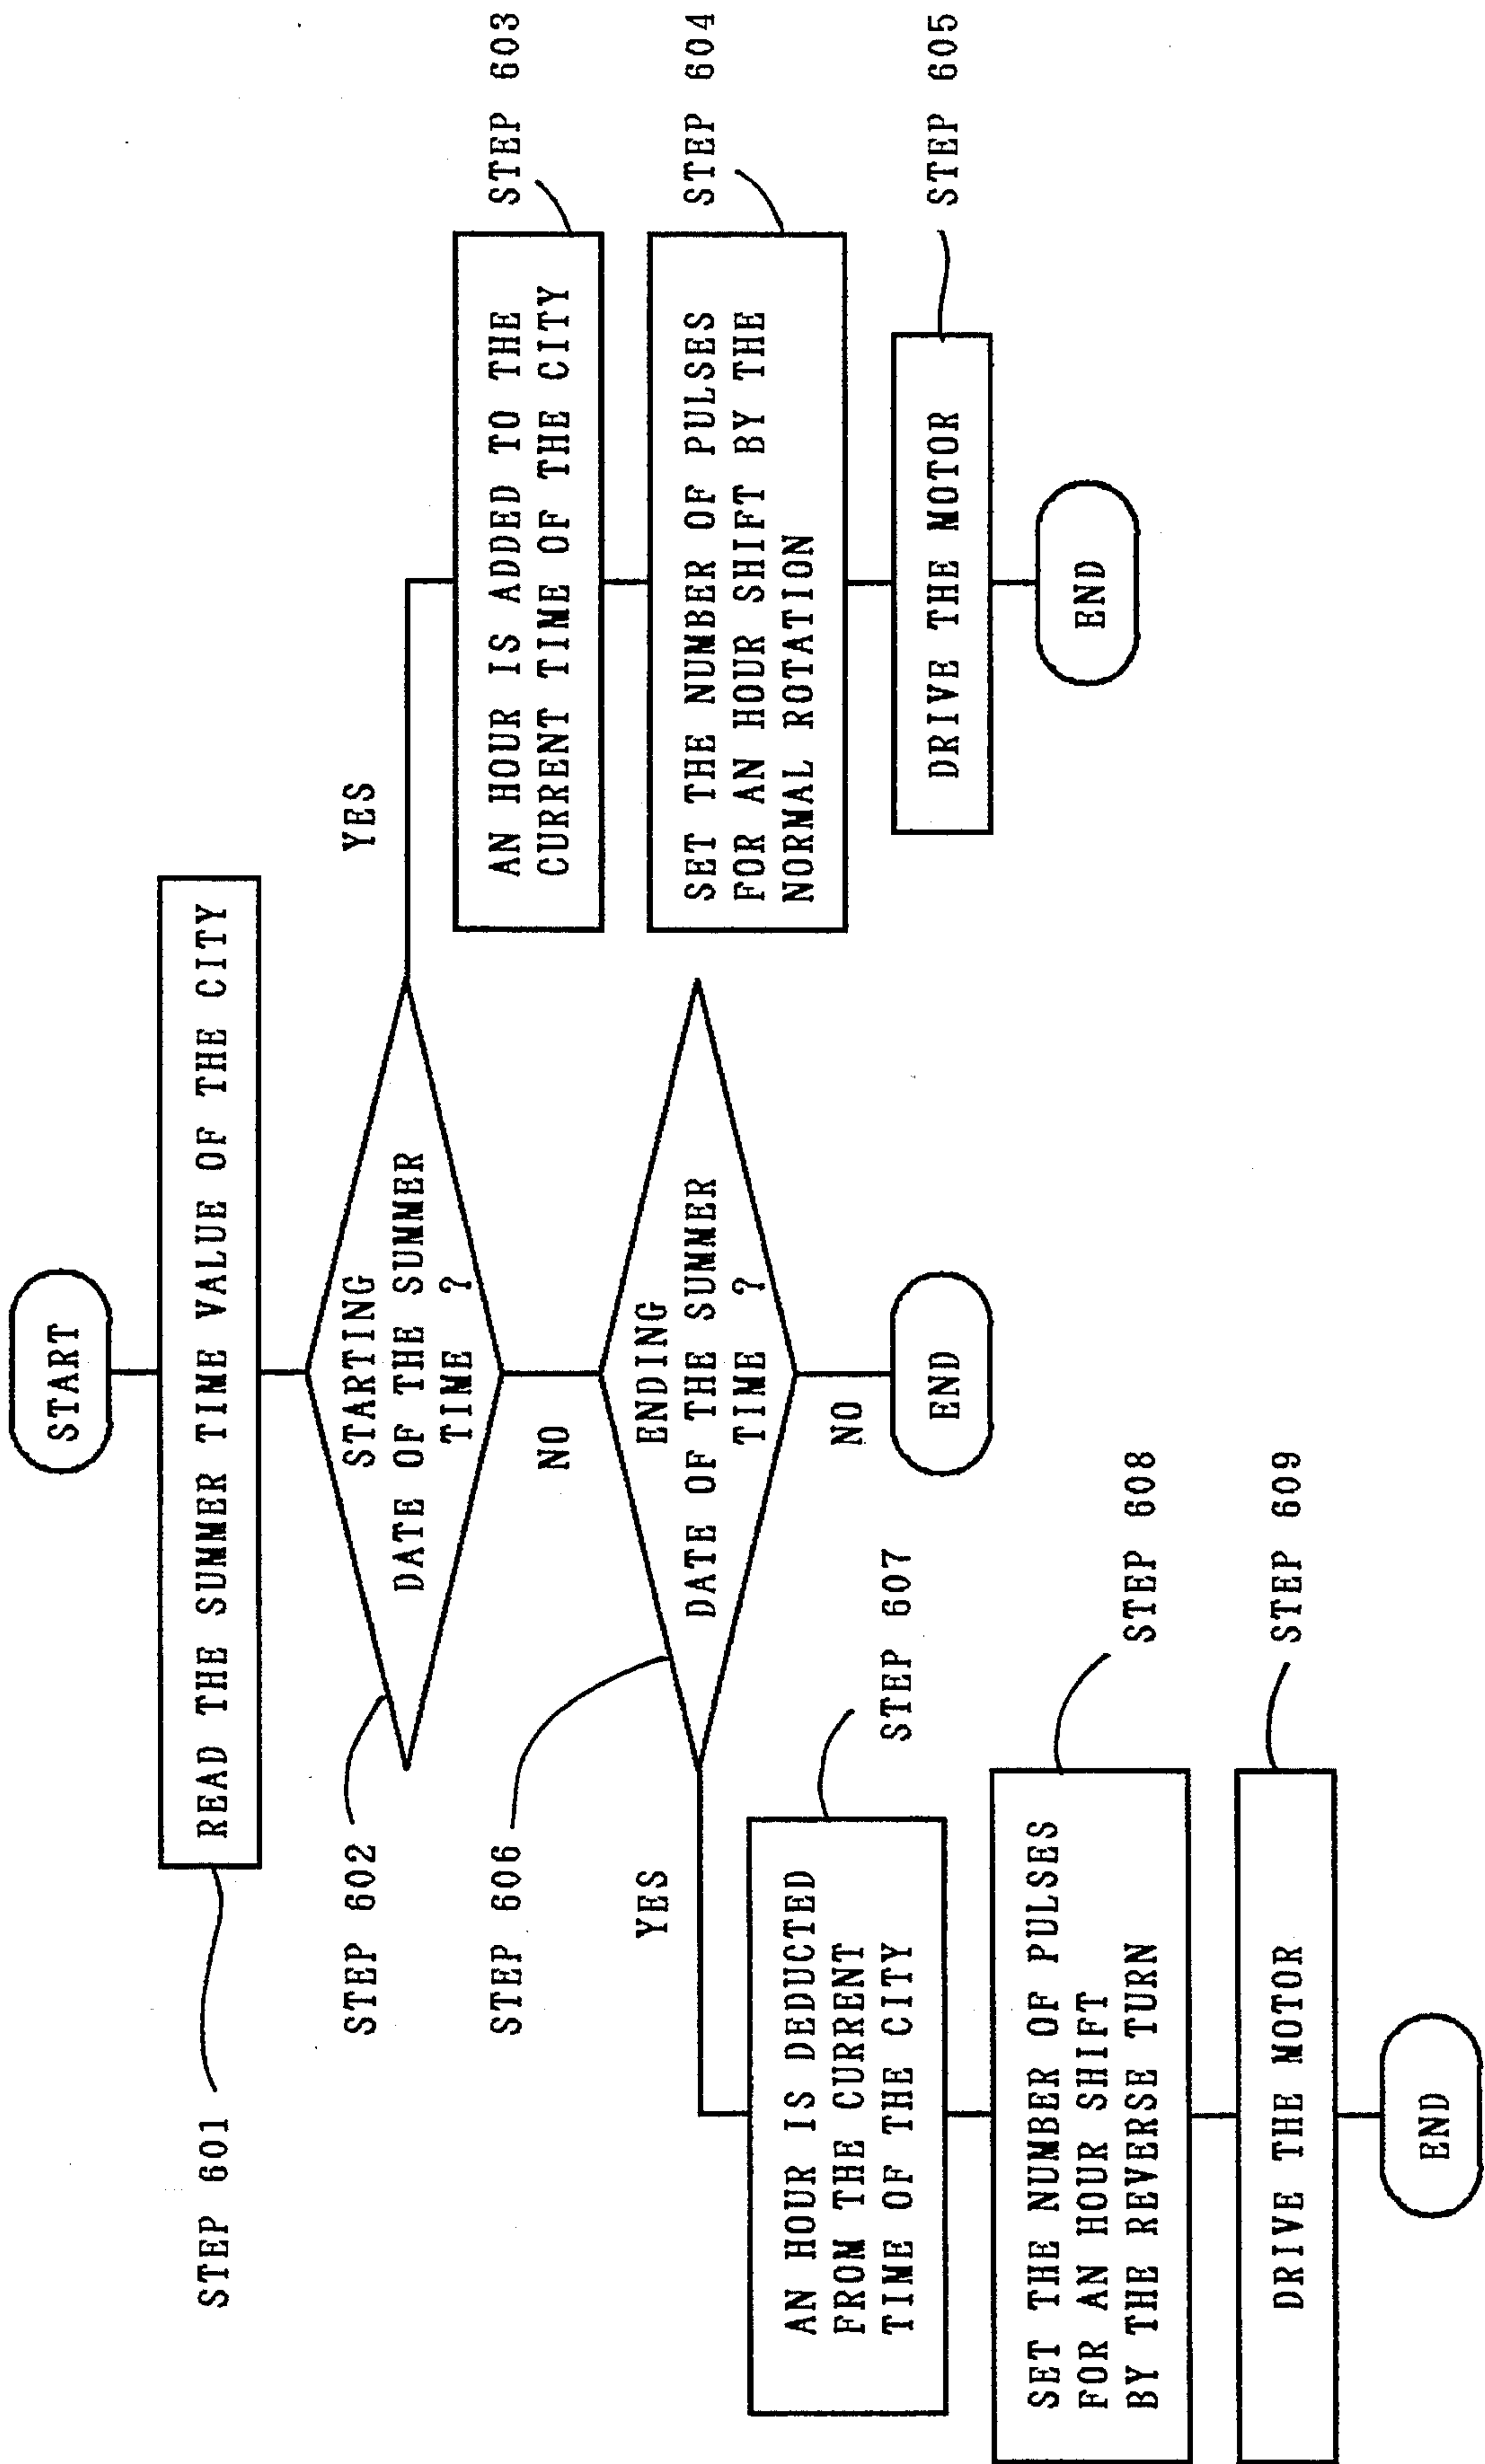 START
READ THE SUMMER TIME VALUE OF THE CITY
STEP 601
STARTING
DATE OF THE SUMMER
TIME ?
STEP 602
YES
NO
AN HOUR IS ADDED TO THE
CURRENT TIME OF THE CITY
STEP 603
SET THE NUMBER OF PULSES
FOR AN HOUR SHIFT BY THE
NORMAL ROTATION
STEP 604
DRIVE THE MOTOR
STEP 605
END
ENDING
DATE OF THE SUMMER
TIME ?
STEP 606
YES
NO
END
AN HOUR IS DEDUCTED
FROM THE CURRENT
TIME OF THE CITY
STEP 607
SET THE NUMBER OF PULSES
FOR AN HOUR SHIFT
BY THE REVERSE TURN
STEP 608
DRIVE THE MOTOR
STEP 609
END